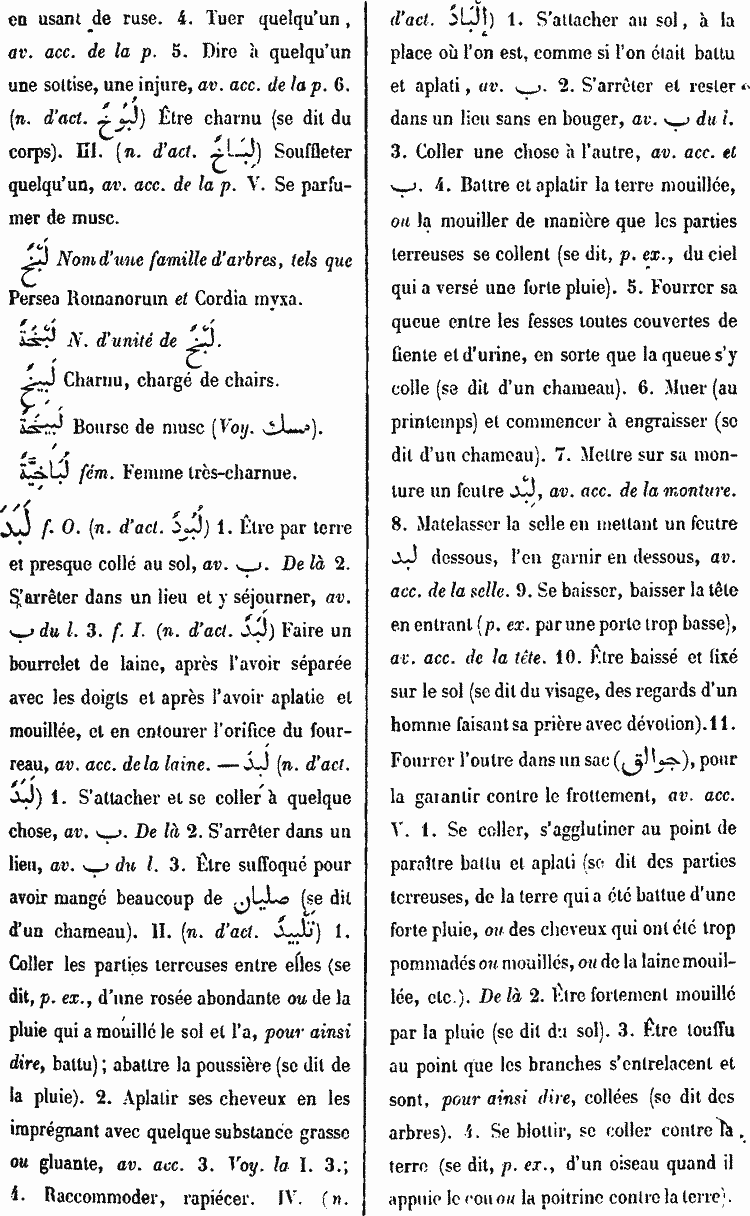 en usant de ruse. 4. Tuer quelqu'un,
av. acc. de la p. 5. Dire à quelqu'un
une sottise, une injure, av. acc. de la p. 6.
(n. d'act. لُبُوخٌ) Être charnu (se dit du
corps). III. (n. d'act. لِبَاخٌ) Souffleter
quelqu'un, av. acc. de la p. V. Se parfu-
mer de musc.
لَبَخٌ Nom d'une famille d'arbres, tels que
Persea Romanorum et Cordia myxa.
لَبَخَةٌ N. d'unité de لَبَخٌ.
لَبِيخٌ Charnu, chargé de chairs.
لَبِيخَةٌ Bourse de musc (Voy. مسك).
لُبَاخِيَّةٌ fém. Femme très-charnue.
لَبَدَ f. O. (n. d'act. لُبُودٌ) 1. Être par terre
et presque collé au sol, av. ب. De là 2.
S'arrêter dans un lieu et y séjourner, av.
ب du l. 3. f. I. (n. d'act. لَبْدٌ) Faire un
bourrelet de laine, après l'avoir séparée
avec les doigts et après l'avoir aplatie et
mouillée, et en entourer l'orifice du four-
reau, av. acc. de la laine. — لَبِدَ (n. d'act.
لَبَدٌ) 1. S'attacher et se coller à quelque
chose, av. ب. De là 2. S'arrêter dans un
lieu, av. ب du l. 3. Être suffoqué pour
avoir mangé beaucoup de صليان (se dit
d'un chameau). II. (n. d'act. تَلْبِيدٌ) 1.
Coller les parties terreuses entre elles (se
dit, p. ex., d'une rosée abondante ou de la
pluie qui a mouillé le sol et l'a, pour ainsi
dire, battu); abattre la poussière (se dit de
la pluie). 2. Aplatir ses cheveux en les
imprégnant avec quelque substance grasse
ou gluante, av. acc. 3. Voy. la I. 3.;
4. Raccommoder, rapiécer. IV. (n.
d'act. إِلْبَادٌ) 1. S'attacher au sol, à la
place où l'on est, comme si l'on était battu
et aplati, av. ب. 2. S'arrêter et rester
dans un lieu sans en bouger, av. ب du l.
3. Coller une chose à l'autre, av. acc. et
ب. 4. Battre et aplatir la terre mouillée,
ou la mouiller de manière que les parties
terreuses se collent (se dit, p. ex., du ciel
qui a versé une forte pluie). 5. Fourrer sa
queue entre les fesses toutes couvertes de
fiente et d'urine, en sorte que la queue s'y
colle (se dit d'un chameau). 6. Muer (au
printemps) et commencer à engraisser (se
dit d'un chameau). 7. Mettre sur sa mon-
ture un feutre لِبْد, av. acc. de la monture.
8. Matelasser la selle en mettant un feutre
لبد dessous, l'en garnir en dessous, av.
acc. de la selle. 9. Se baisser, baisser la tête
en entrant (p. ex. par une porte trop basse),
av. acc. de la tête. 10. Être baissé et fixé
sur le sol (se dit du visage, des regards d'un
homme faisant sa prière avec dévotion). 11.
Fourrer l'outre dans un sac (جوالق), pour
la garantir contre le frottement, av. acc.
V. 1. Se coller, s'agglutiner au point de
paraître battu et aplati (se dit des parties
terreuses, de la terre qui a été battue d'une
forte pluie, ou des cheveux qui ont été trop
pommadés ou mouillés, ou de la laine mouil-
lée, etc.). De là 2. Être fortement mouillé
par la pluie (se dit du sol). 3. Être touffu
au point que les branches s'entrelacent et
sont, pour ainsi dire, collées (se dit des
arbres). 4. Se blottir, se coller contre la
terre (se dit, p. ex., d'un oiseau quand il
appuie le cou ou la poitrine contre la terre).